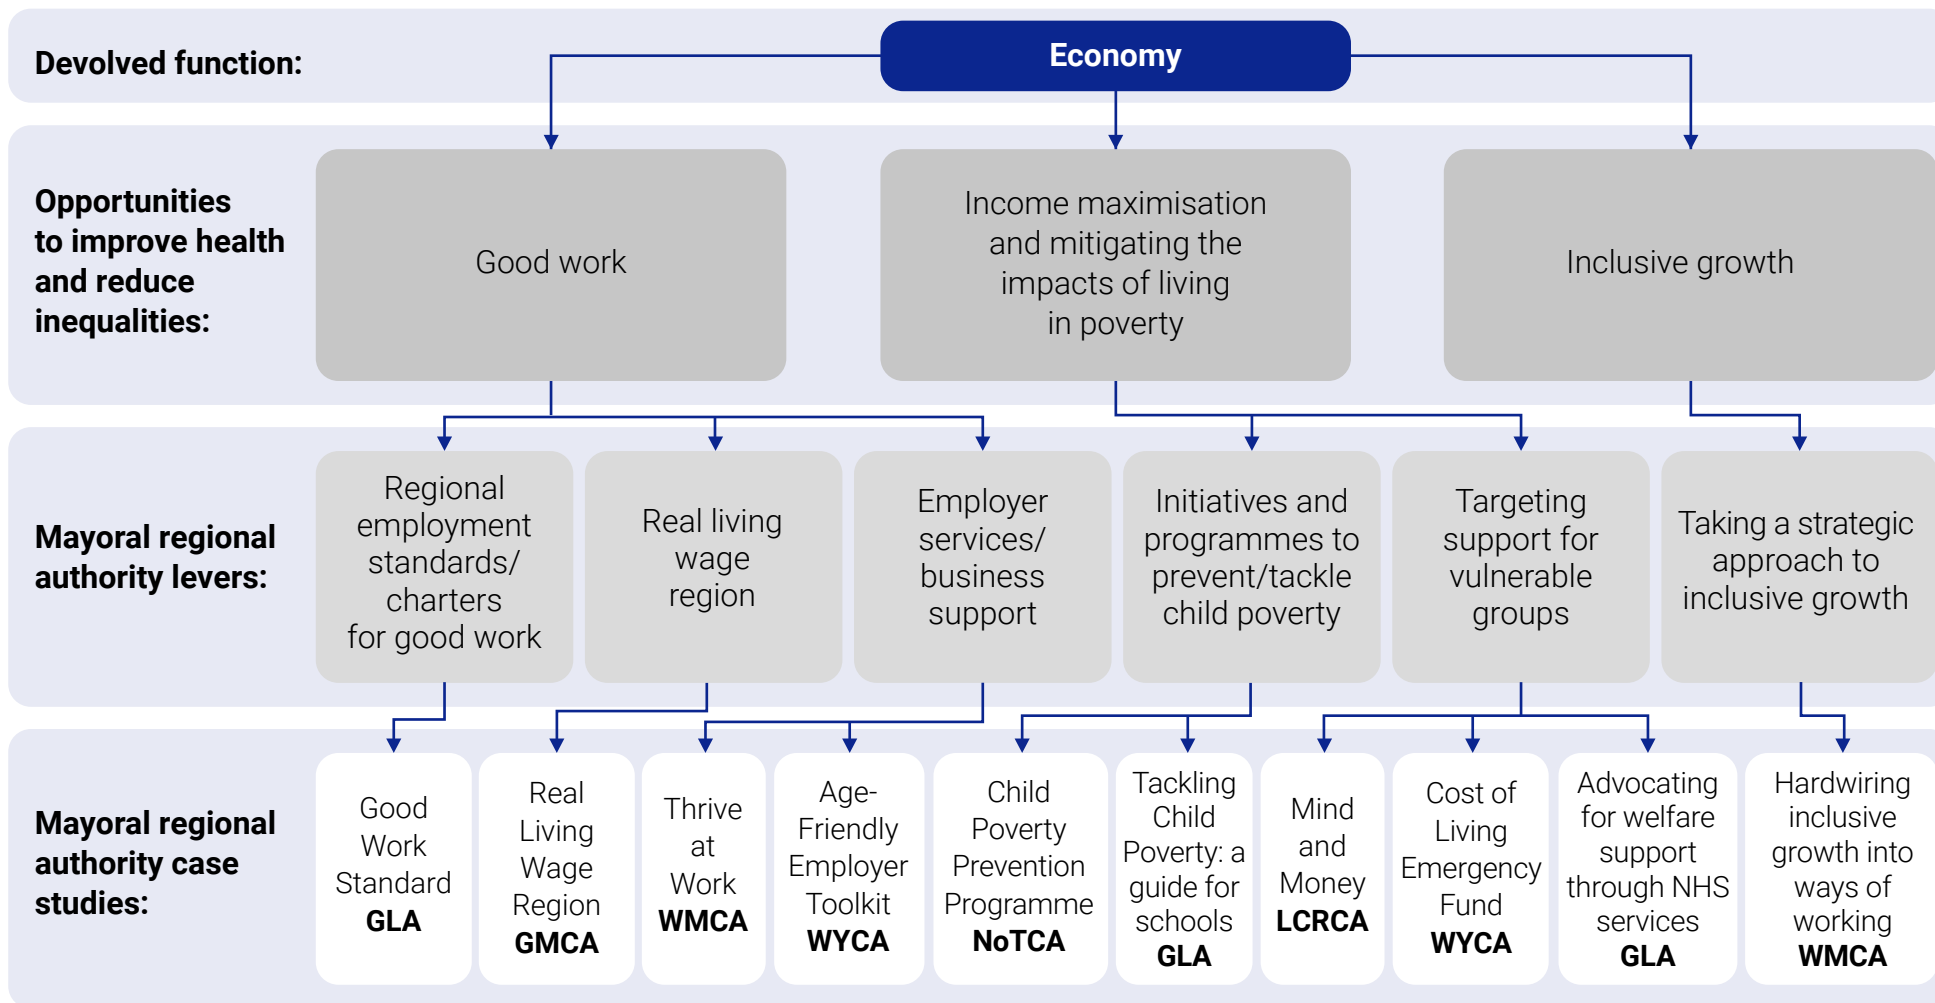 Devolved function:
Economy
Opportunities
to improve health
and reduce
inequalities:
Good work
Income maximisation
and mitigating the
impacts of living
in poverty
Inclusive growth
Mayoral regional
authority levers:
Regional
employment
standards/
charters
for good work
Real living
wage
region
Employer
services/
business
support
Initiatives and
programmes to
prevent/tackle
child poverty
Targeting
support for
vulnerable
groups
Taking a strategic
approach to
inclusive growth
Mayoral regional
authority case
studies:
Good
Work
Standard
GLA
Real
Living
Wage
Region
GMCA
Thrive
at
Work
WMCA
Age-
Friendly
Employer
Toolkit
WYCA
Child
Poverty
Prevention
Programme
NoTCA
Tackling
Child
Poverty: a
guide for
schools
GLA
Mind
and
Money
LCRCA
Cost of
Living
Emergency
Fund
WYCA
Advocating
for welfare
support
through NHS
services
GLA
Hardwiring
inclusive
growth into
ways of
working
WMCA